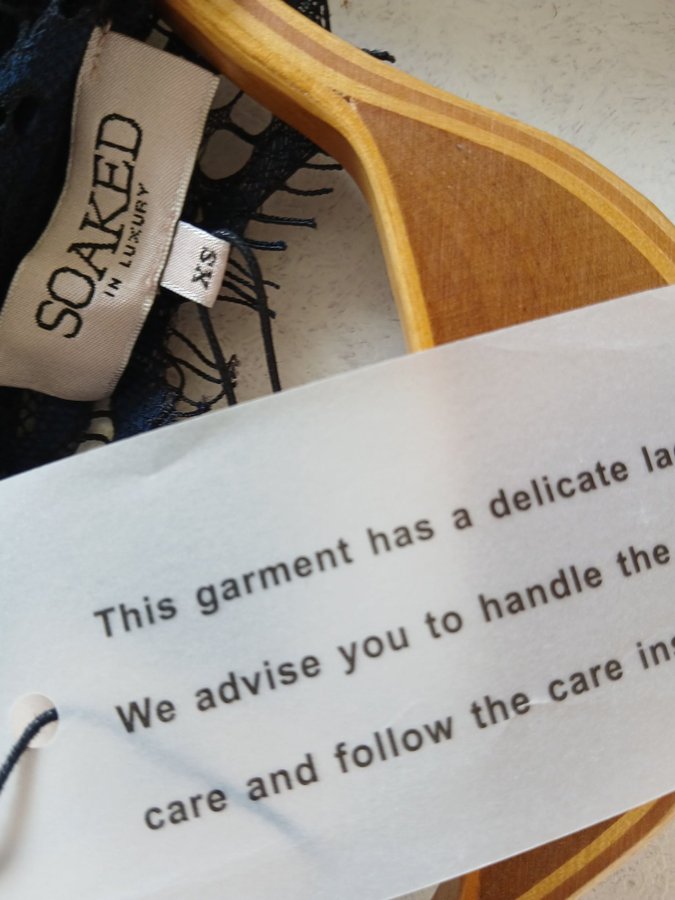 SOAKED
IN LUXURY
XS
This garment has a delicate
We advise you to handle the
care and follow the care